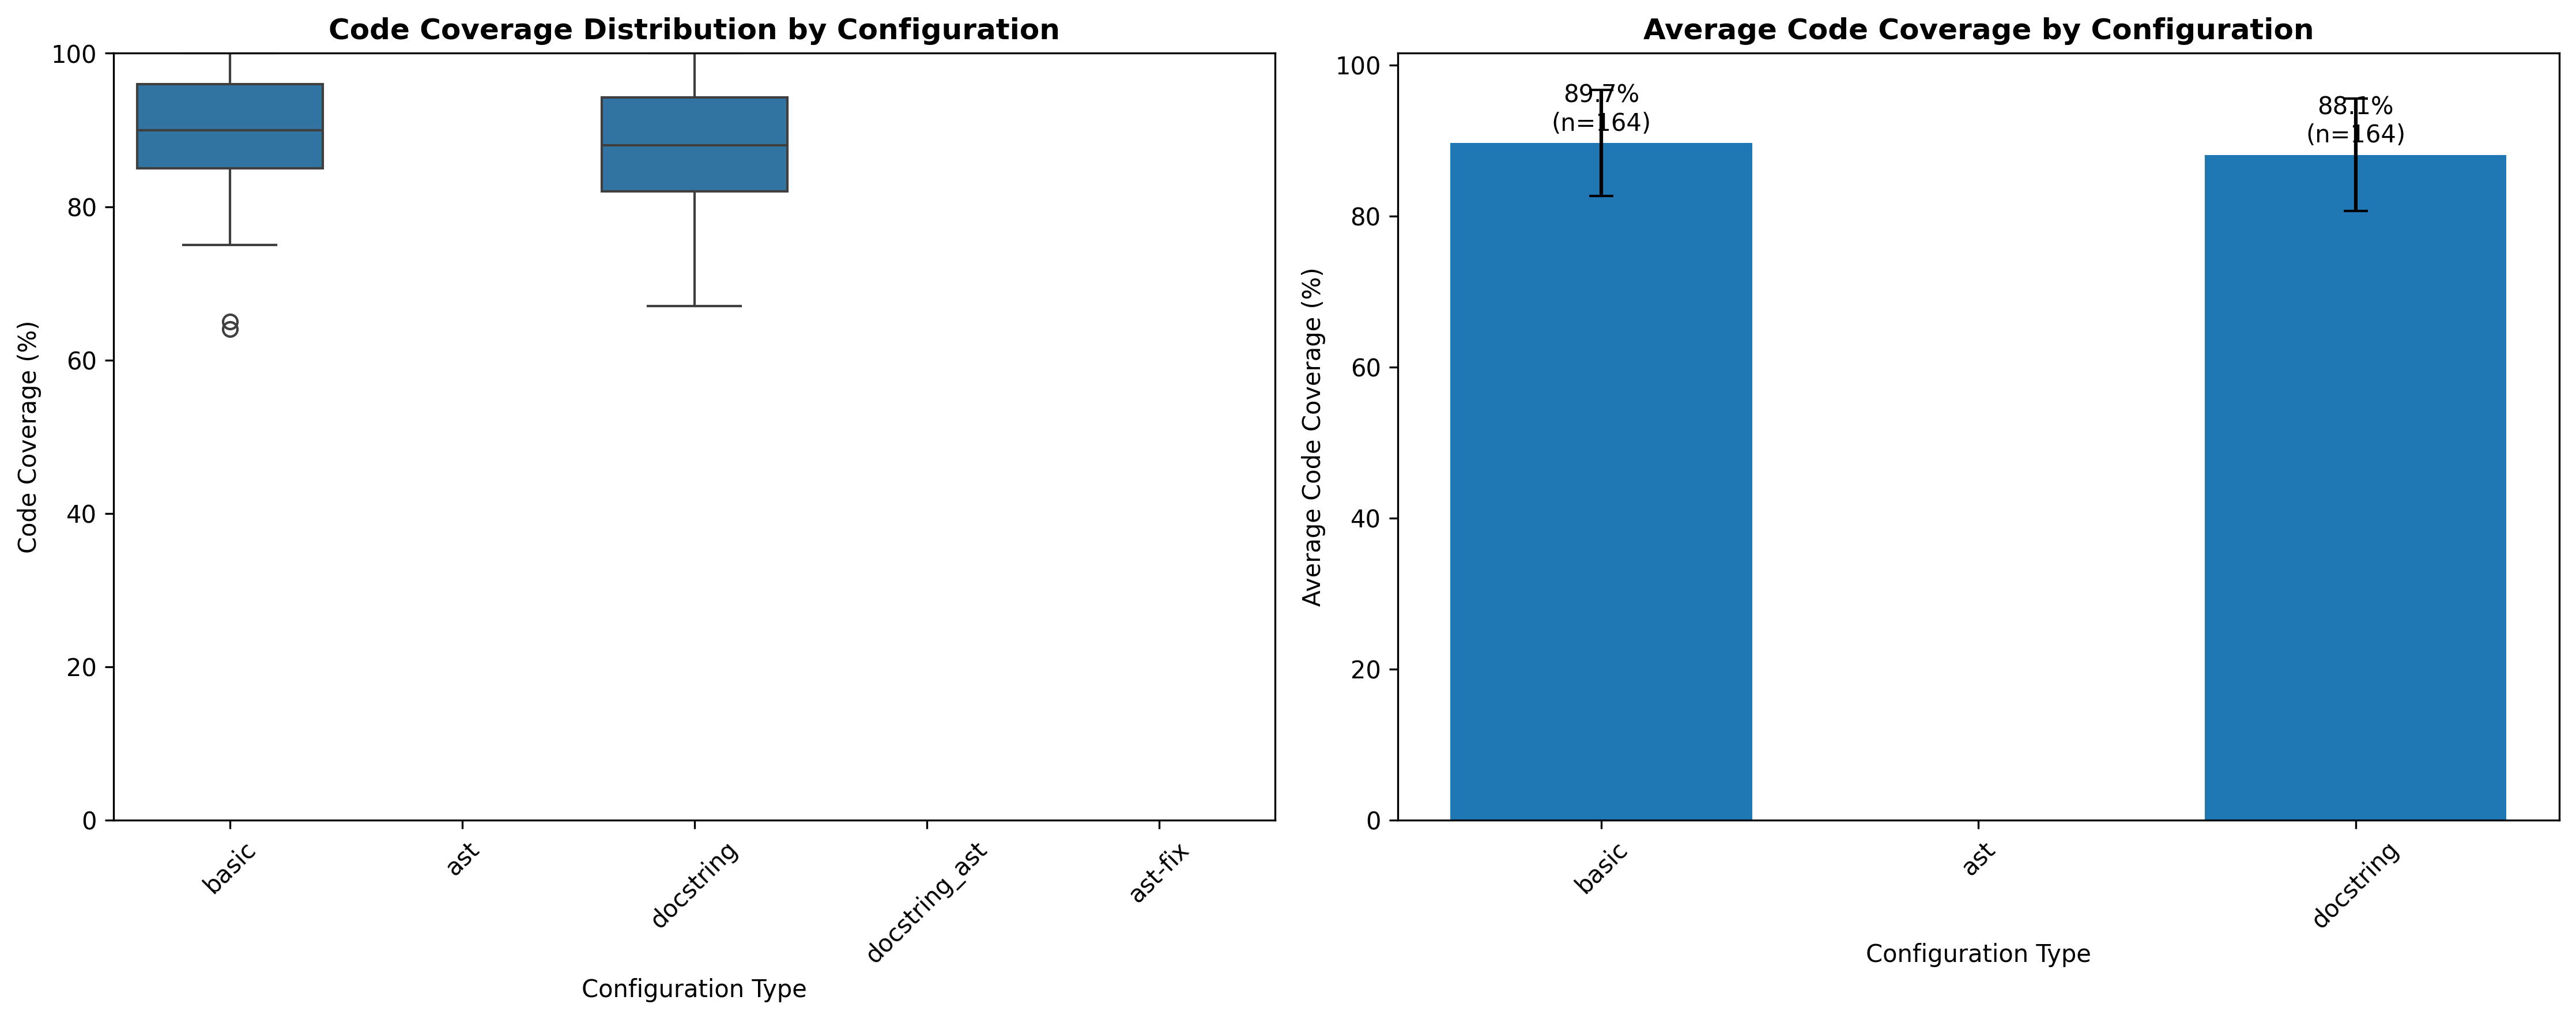 Code Coverage Distribution by Configuration
Code Coverage (%)
100
80
60
40
20
0
basic
ast
docstring
docstring_ast
ast-fix
Configuration Type
Average Code Coverage by Configuration
Average Code Coverage (%)
100
80
60
40
20
0
89.7%
(n=164)
88.1%
(n=164)
basic
ast
docstring
Configuration Type